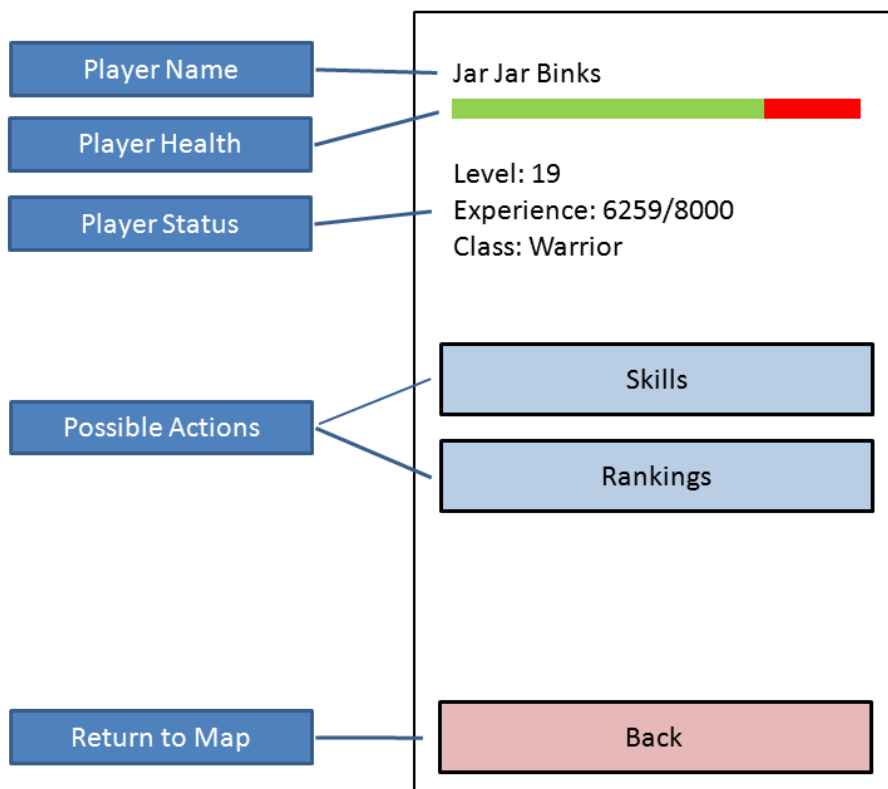 Player Name
Jar Jar Binks
Player Health
Level: 19
Player Status
Experience: 6259/8000
Class: Warrior
Skills
Possible Actions
Rankings
Return to Map
Back